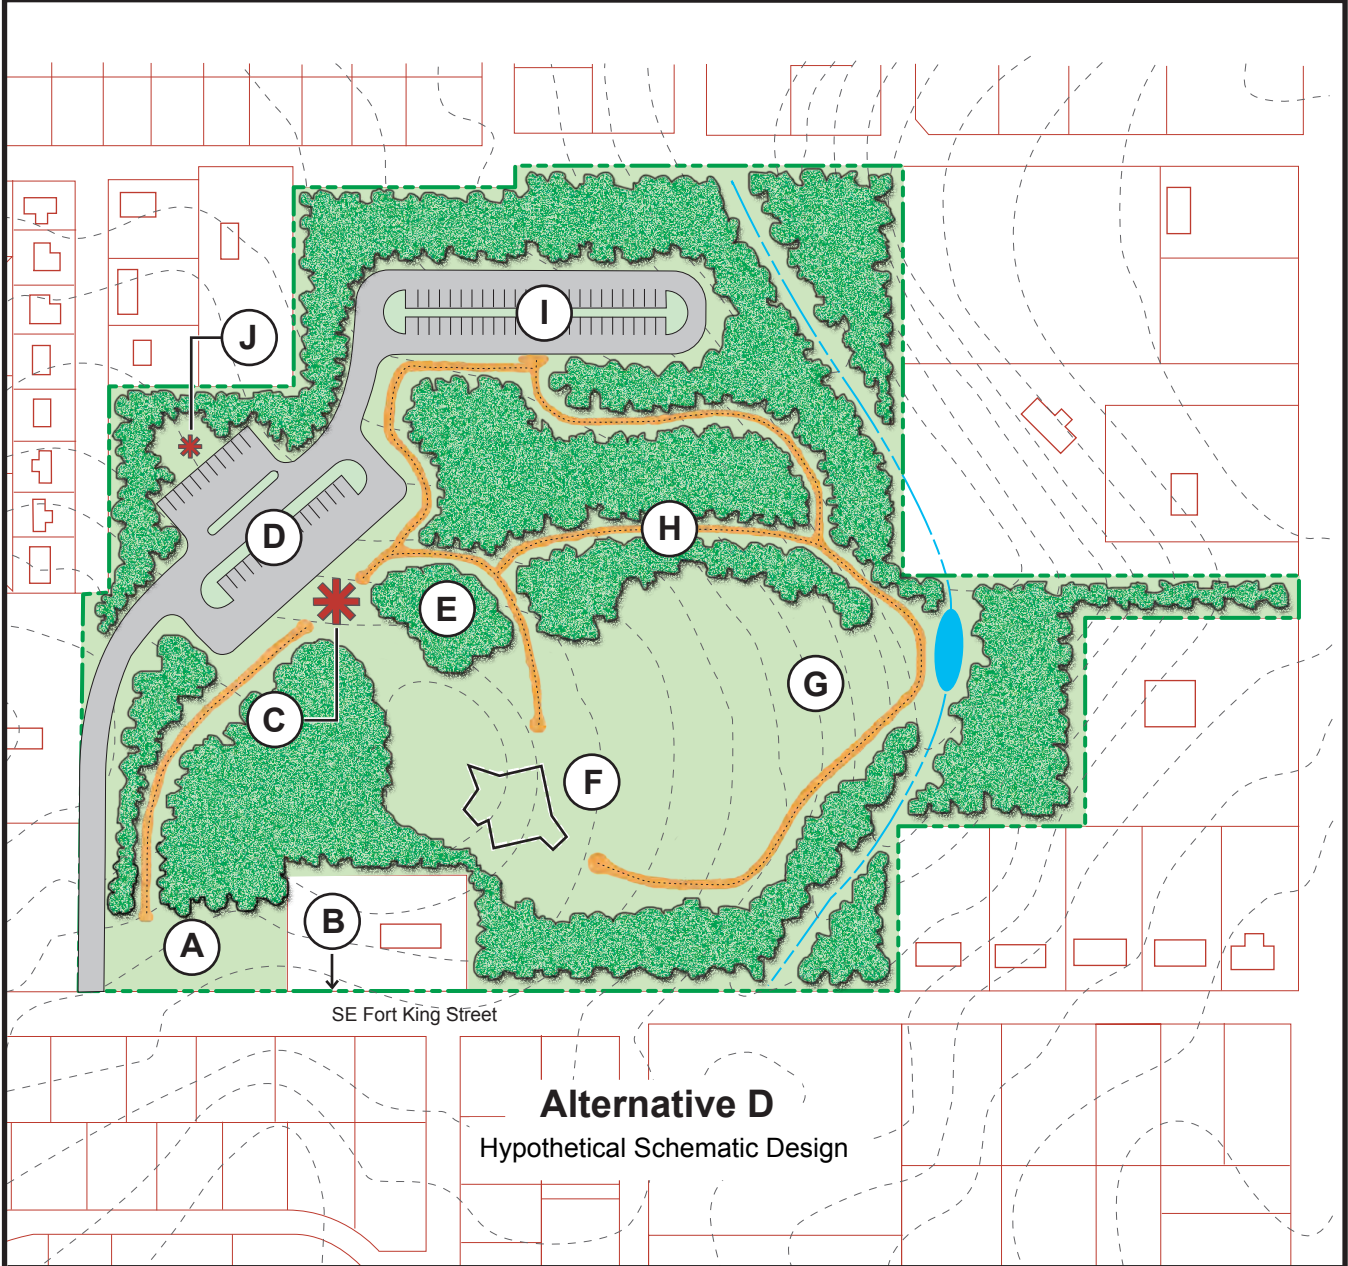 I
J
D
H
E
G
C
F
B
A
SE Fort King Street
Alternative D
Hypothetical Schematic Design